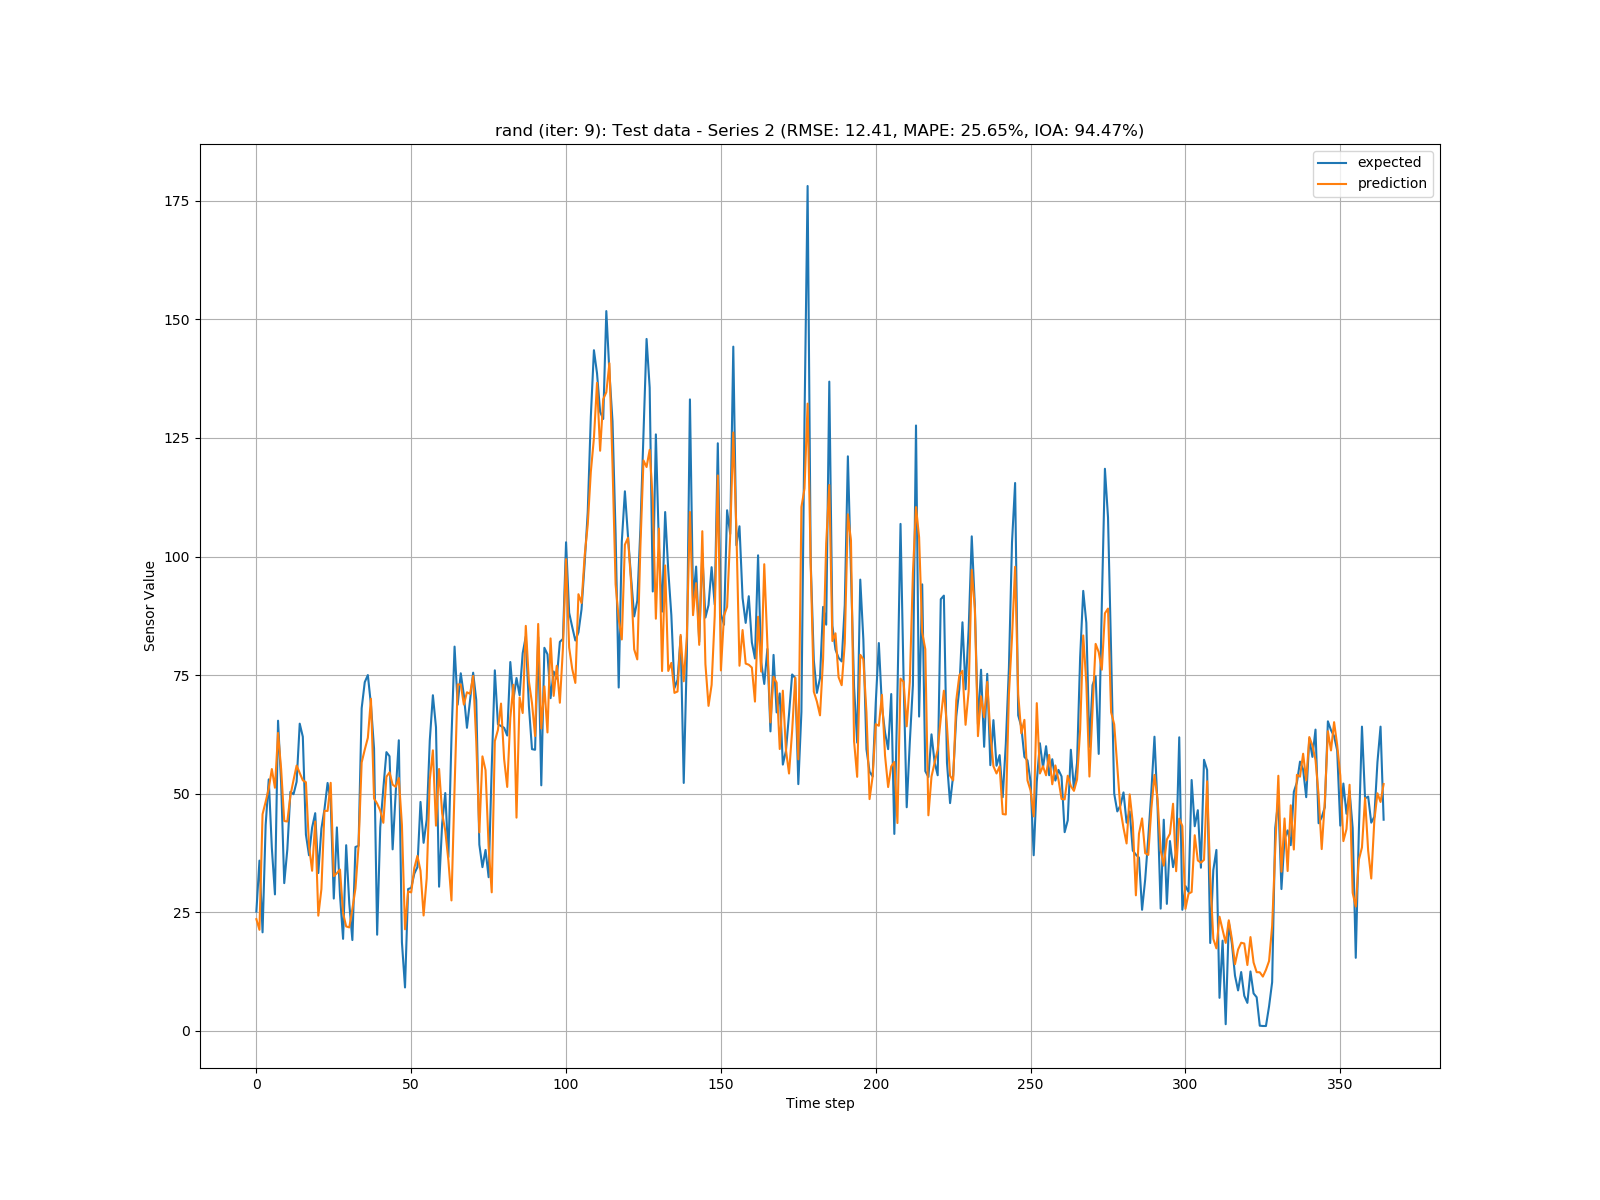 rand (iter: 9): Test data - Series 2 (RMSE: 12.41, MAPE: 25.65%, IOA: 94.47%)
expected
prediction
175
150
125
100
75
50
25
0
Sensor Value
0 50 100 150 200 250 300 350
Time step